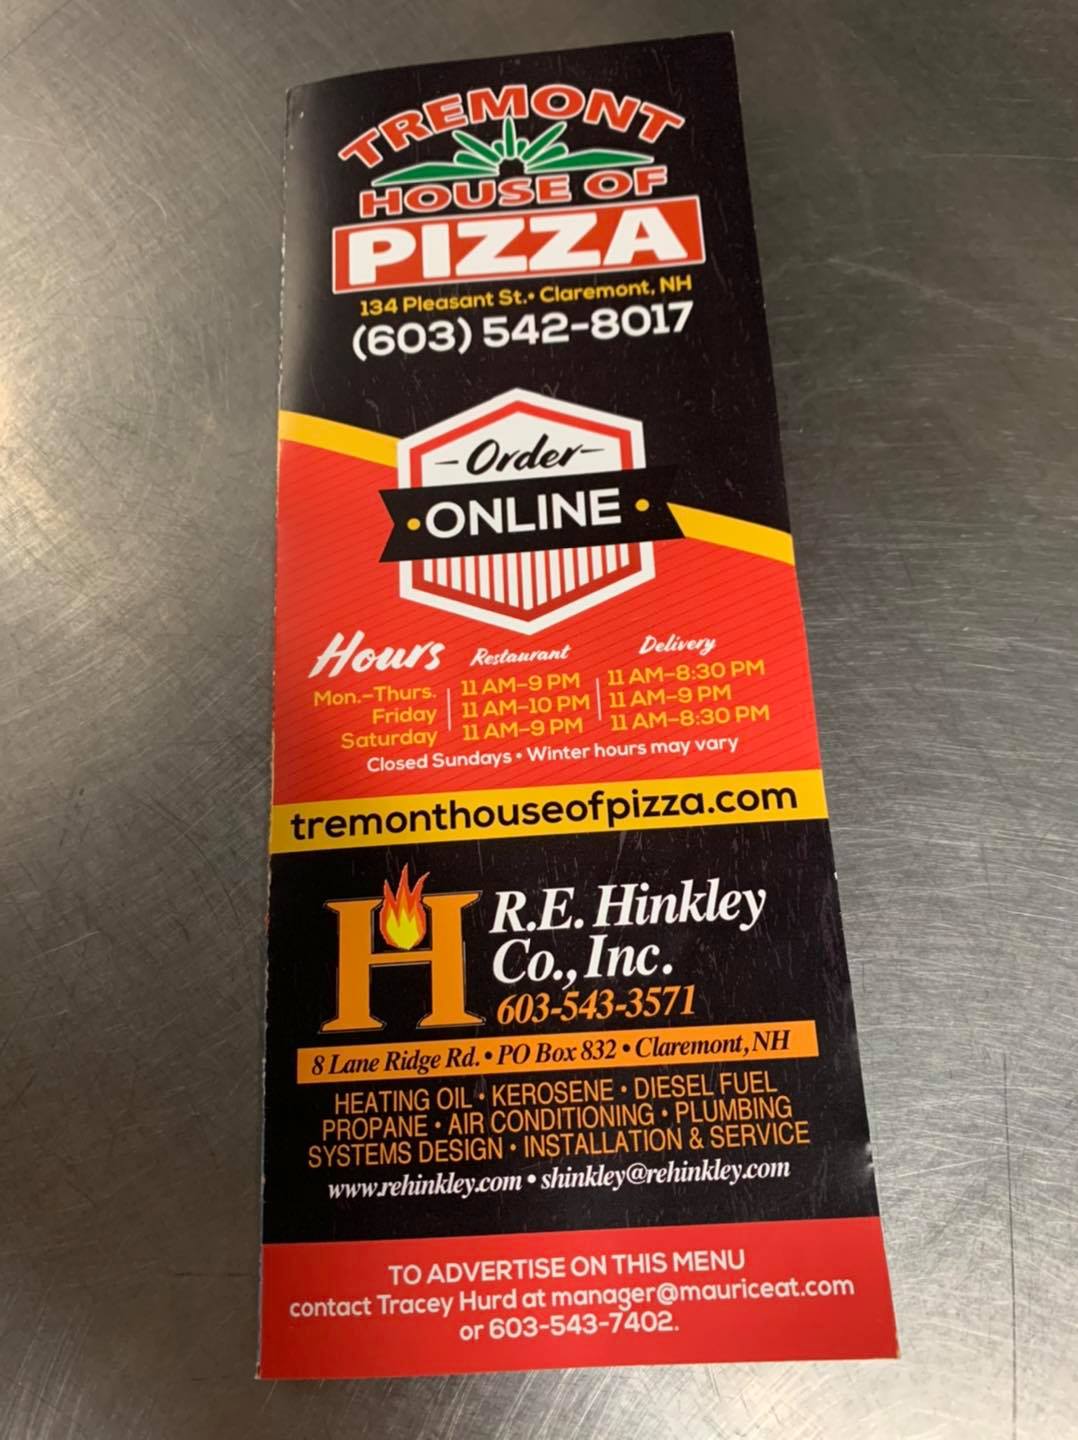 TREMONT
HOUSE OF
PIZZA
134 Pleasant St. • Claremont, NH
(603) 542-8017
-Order-
•ONLINE•
Hours Restaurant Delivery
Mon.-Thurs. 11 AM-9 PM 11 AM-8:30 PM
Friday 11 AM-10 PM 11 AM-9 PM
Saturday 11 AM-9 PM 11 AM-8:30 PM
Closed Sundays • Winter hours may vary
tremonthouseofpizza.com
H
R.E. Hinkley
Co., Inc.
603-543-3571
8 Lane Ridge Rd. • PO Box 832 • Claremont, NH
HEATING OIL • KEROSENE • DIESEL FUEL
PROPANE • AIR CONDITIONING • PLUMBING
SYSTEMS DESIGN • INSTALLATION & SERVICE
www.rehinkley.com • shinkley@rehinkley.com
TO ADVERTISE ON THIS MENU
contact Tracey Hurd at manager@mauriceat.com
or 603-543-7402.